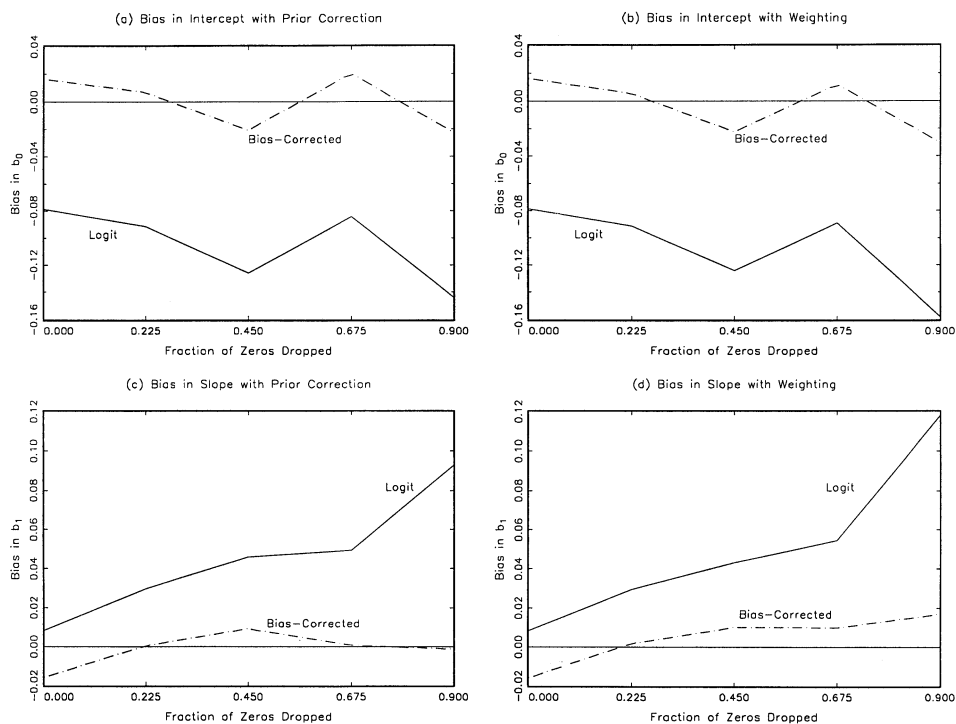 (a) Bias in Intercept with Prior Correction
Bias in b0
0.04
0.00
−0.04
−0.08
−0.12
−0.16
Bias−Corrected
Logit
0.000 0.225 0.450 0.675 0.900
Fraction of Zeros Dropped
(b) Bias in Intercept with Weighting
Bias in b0
0.04
0.00
−0.04
−0.08
−0.12
−0.16
Bias−Corrected
Logit
0.000 0.225 0.450 0.675 0.900
Fraction of Zeros Dropped
(c) Bias in Slope with Prior Correction
Bias in b1
0.12
0.10
0.08
0.06
0.04
0.02
0.00
−0.02
Logit
Bias−Corrected
0.000 0.225 0.450 0.675 0.900
Fraction of Zeros Dropped
(d) Bias in Slope with Weighting
Bias in b1
0.12
0.10
0.08
0.06
0.04
0.02
0.00
−0.02
Logit
Bias−Corrected
0.000 0.225 0.450 0.675 0.900
Fraction of Zeros Dropped